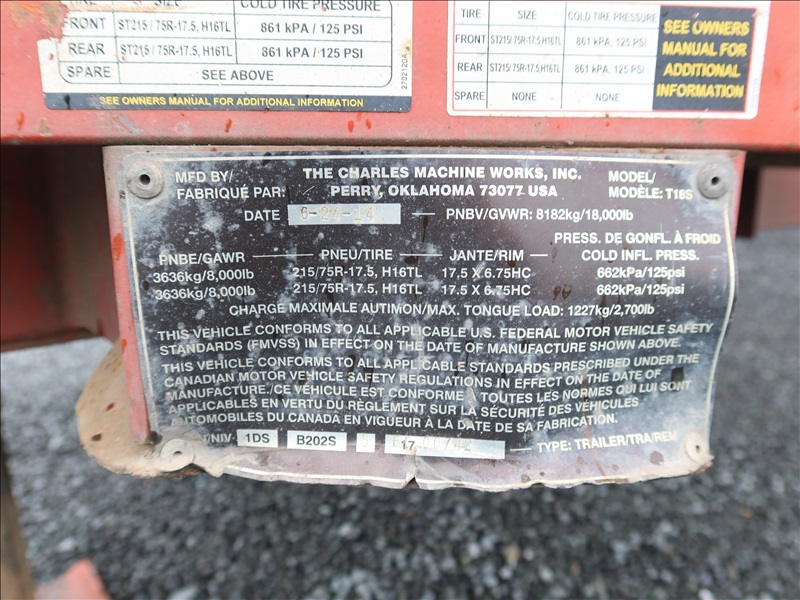 TIRE SIZE COLD TIRE PRESSURE
FRONT ST215 / 75R-17.5, H16TL 861 kPA / 125 PSI
REAR ST215 / 75R-17.5, H16TL 861 kPA / 125 PSI
SPARE SEE ABOVE
SEE OWNERS MANUAL FOR ADDITIONAL INFORMATION
2702120A
TIRE SIZE COLD TIRE PRESSURE
FRONT ST215/ 75R-17.5, H16TL 861 kPA, 125 PSI
REAR ST215/ 75R-17.5, H16TL 861 kPA, 125 PSI
SPARE NONE NONE
SEE OWNERS
MANUAL FOR
ADDITIONAL
INFORMATION
MFD BY/ THE CHARLES MACHINE WORKS, INC. MODEL/
FABRIQUÉ PAR: PERRY, OKLAHOMA 73077 USA MODÈLE: T18S
DATE PNBV/GVWR: 8182kg/18,000lb
PRESS. DE GONFL. À FROID
PNBE/GAWR PNEU/TIRE JANTE/RIM COLD INFL. PRESS.
3636kg/8,000lb 215/75R-17.5, H16TL 17.5 X 6.75HC 662kPa/125psi
3636kg/8,000lb 215/75R-17.5, H16TL 17.5 X 6.75HC 662kPa/125psi
CHARGE MAXIMALE AUTIMON/MAX. TONGUE LOAD: 1227kg/2,700lb
THIS VEHICLE CONFORMS TO ALL APPLICABLE U.S. FEDERAL MOTOR VEHICLE SAFETY
STANDARDS (FMVSS) IN EFFECT ON THE DATE OF MANUFACTURE SHOWN ABOVE.
THIS VEHICLE CONFORMS TO ALL APPLICABLE STANDARDS PRESCRIBED UNDER THE
CANADIAN MOTOR VEHICLE SAFETY REGULATIONS IN EFFECT ON THE DATE OF
MANUFACTURE./CE VÉHICULE EST CONFORME À TOUTES LES NORMES QUI LUI SONT
APPLICABLES EN VERTU DU RÈGLEMENT SUR LA SÉCURITÉ DES VÉHICULES
AUTOMOBILES DU CANADA EN VIGUEUR À LA DATE DE SA FABRICATION.
/NIV 1DS B202S 17 TYPE: TRAILER/TRA/REM